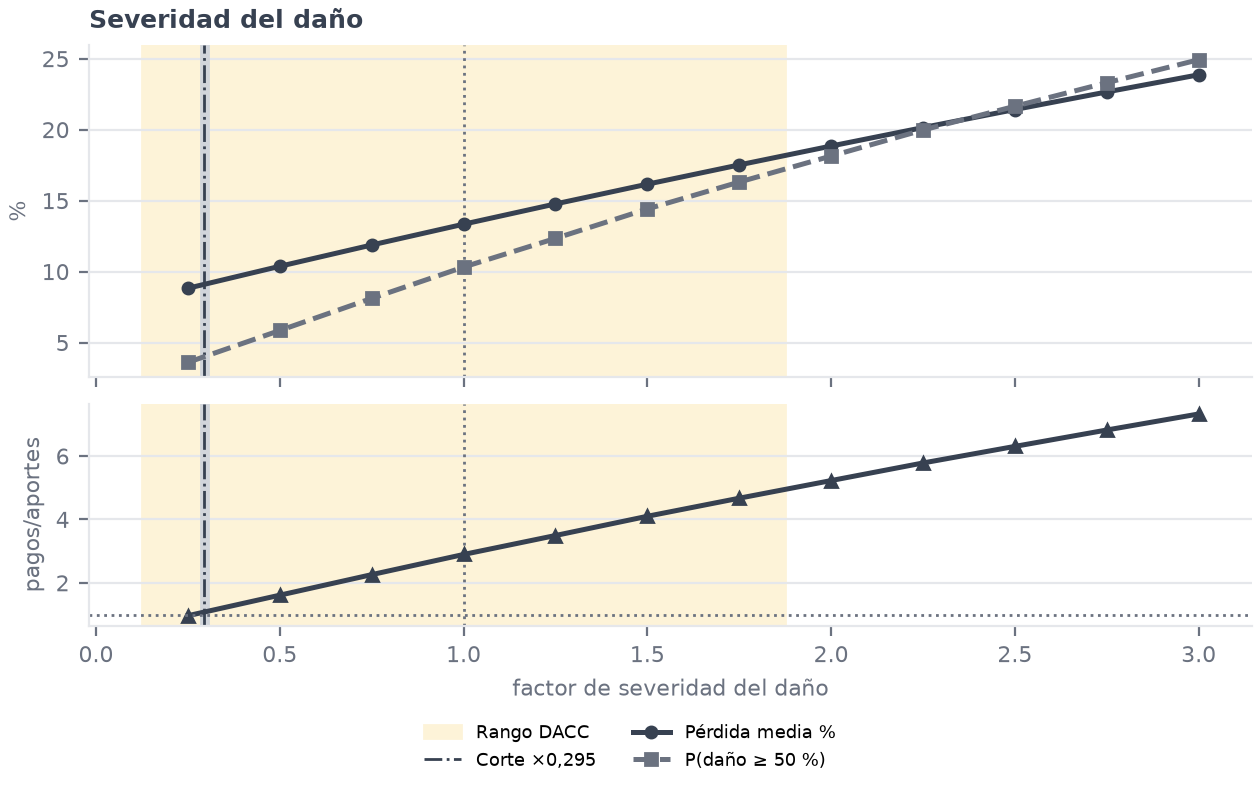 Severidad del daño
%
25
20
15
10
5
pagos/aportes
6
4
2
0.0 0.5 1.0 1.5 2.0 2.5 3.0
factor de severidad del daño
Rango DACC
Pérdida media %
Corte ×0,295
P(daño ≥ 50 %)